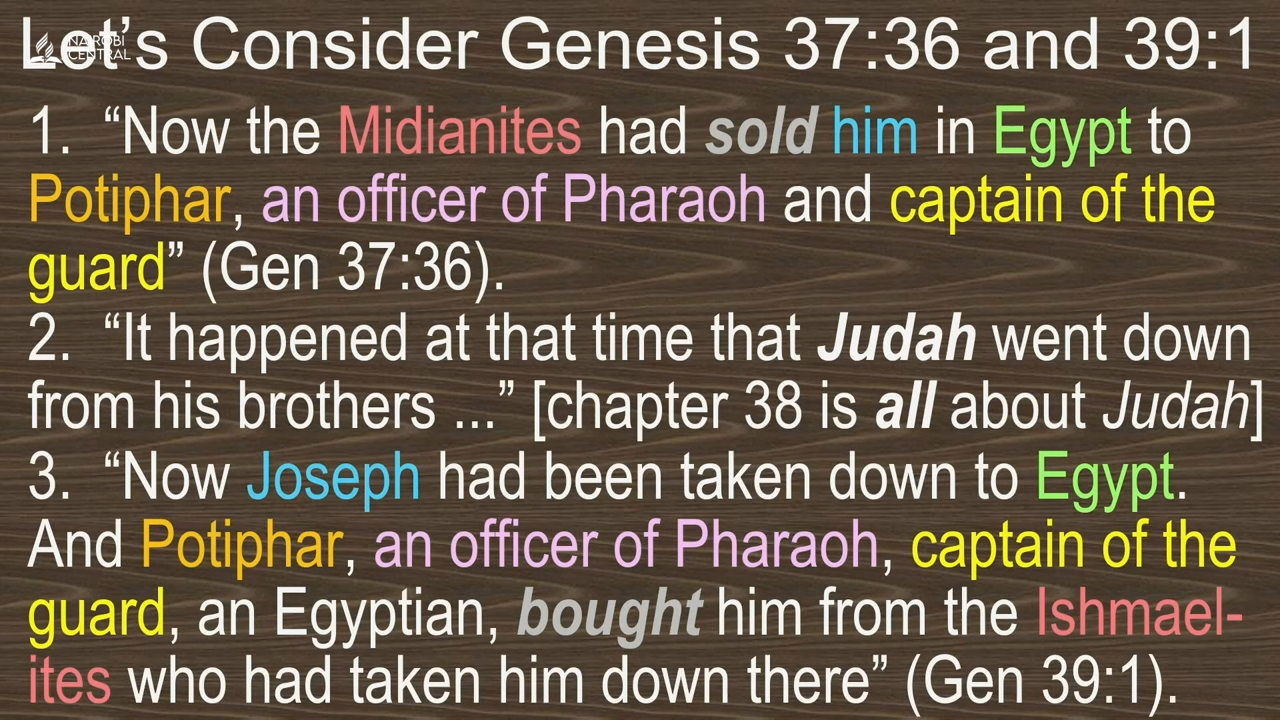 Let’s Consider Genesis 37:36 and 39:1
NAIROBI
CENTRAL
1. “Now the Midianites had sold him in Egypt to
Potiphar, an officer of Pharaoh and captain of the
guard” (Gen 37:36).
2. “It happened at that time that Judah went down
from his brothers ...” [chapter 38 is all about Judah]
3. “Now Joseph had been taken down to Egypt.
And Potiphar, an officer of Pharaoh, captain of the
guard, an Egyptian, bought him from the Ishmael-
ites who had taken him down there” (Gen 39:1).